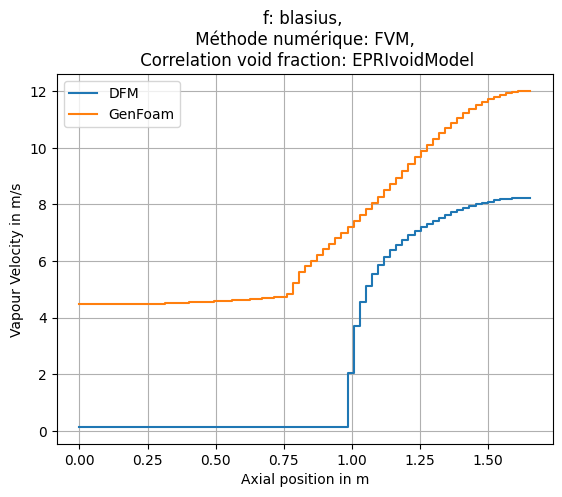 f: blasius,
Méthode numérique: FVM,
Correlation void fraction: EPRIvoidModel
DFM
GenFoam
Vapour Velocity in m/s
12
10
8
6
4
2
0
0.00 0.25 0.50 0.75 1.00 1.25 1.50
Axial position in m